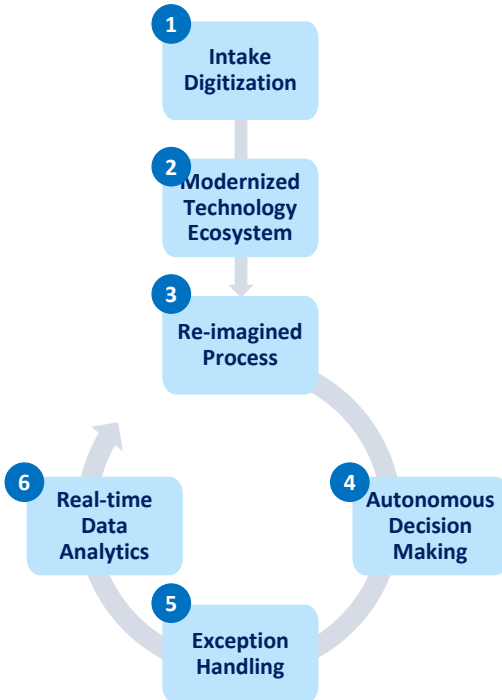 1
Intake
Digitization
2
Modernized
Technology
Ecosystem
3
Re-imagined
Process
4
Autonomous
Decision
Making
5
Exception
Handling
6
Real-time
Data
Analytics